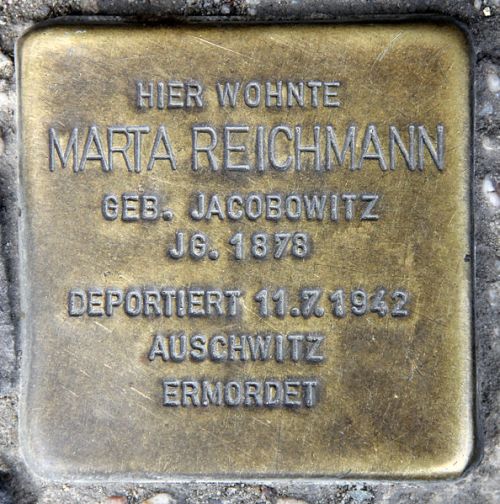 HIER WOHNTE
MARTA REICHMANN
GEB. JACOBOWITZ
JG. 1878
DEPORTIERT 11.7.1942
AUSCHWITZ
ERMORDET